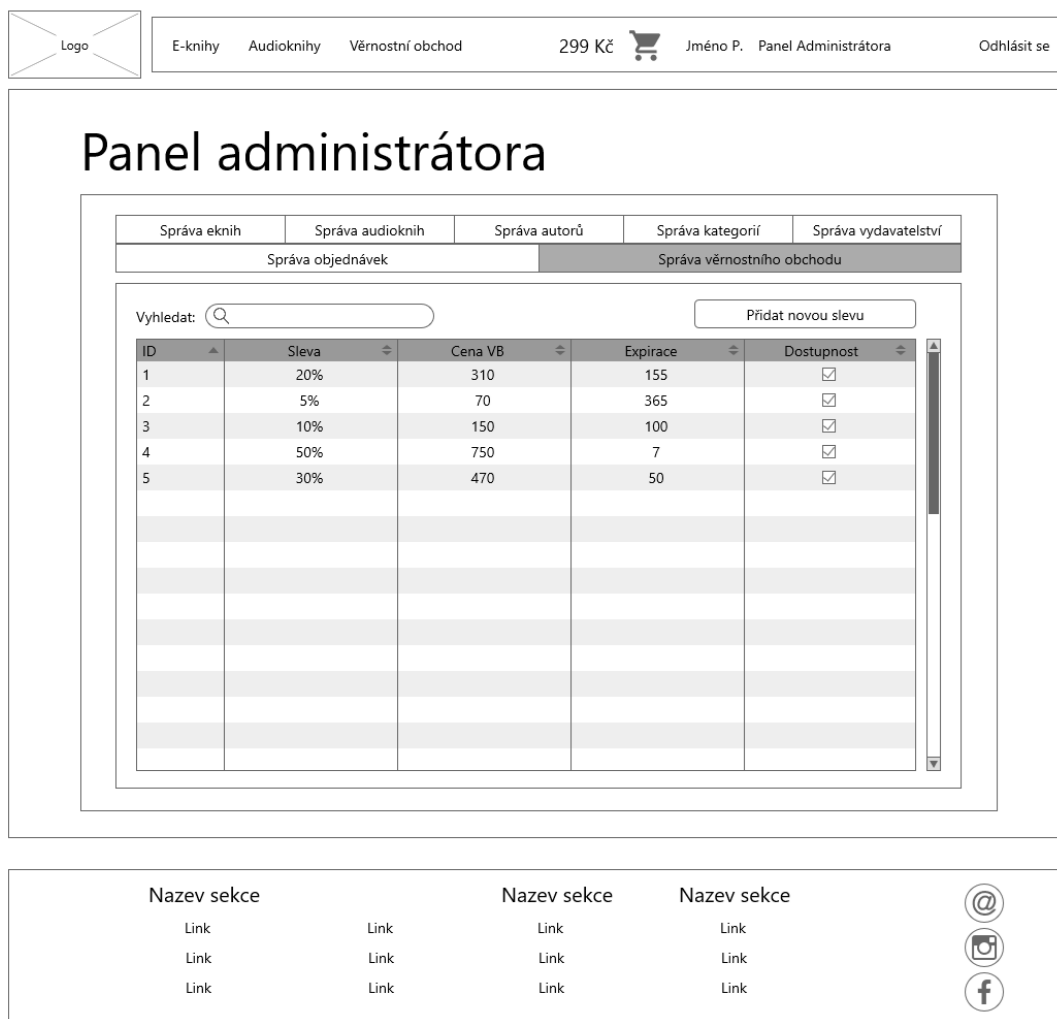 Logo E-knihy Audioknihy Věrnostní obchod 299 Kč Jméno P. Panel Administrátora Odhlásit se
Panel administrátora
Správa eknih Správa audioknih Správa autorů Správa kategorií Správa vydavatelství
Správa objednávek Správa věrnostního obchodu
Vyhledat: Přidat novou slevu
ID Sleva Cena VB Expirace Dostupnost
1 20% 310 155
2 5% 70 365
3 10% 150 100
4 50% 750 7
5 30% 470 50
Nazev sekce Nazev sekce Nazev sekce
Link Link Link Link
Link Link Link Link
Link Link Link Link